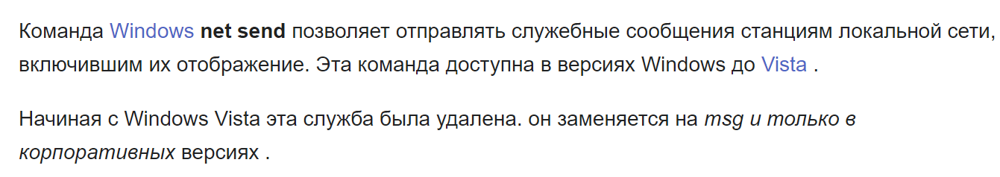 Команда Windows net send позволяет отправлять служебные сообщения станциям локальной сети,
включившим их отображение. Эта команда доступна в версиях Windows до Vista .
Начиная с Windows Vista эта служба была удалена. он заменяется на msg и только в
корпоративных версиях .